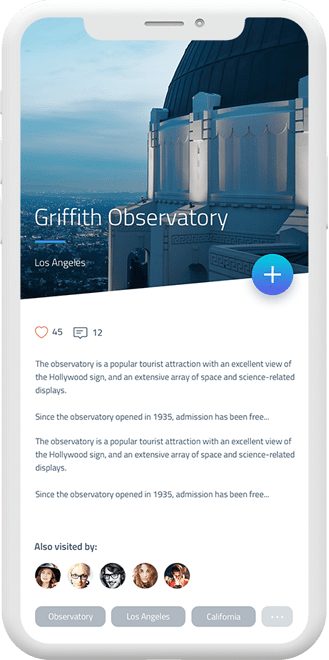 Griffith Observatory
Los Angeles
45 12
The observatory is a popular tourist attraction with an excellent view of
the Hollywood sign, and an extensive array of space and science-related
displays.
Since the observatory opened in 1935, admission has been free...
The observatory is a popular tourist attraction with an excellent view of
the Hollywood sign, and an extensive array of space and science-related
displays.
Since the observatory opened in 1935, admission has been free...
Also visited by:
Observatory Los Angeles California